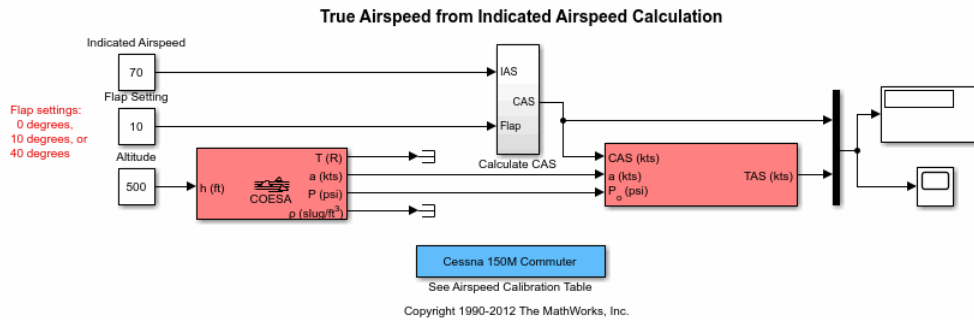 True Airspeed from Indicated Airspeed Calculation
Indicated Airspeed
70
Flap Setting
10
Flap settings:
0 degrees,
10 degrees, or
40 degrees
Altitude
500
h (ft)
COESA
T (R)
a (kts)
P (psi)
ρ (slug/ft³)
IAS
CAS
Flap
Calculate CAS
CAS (kts)
a (kts)
P₀ (psi)
TAS (kts)
Cessna 150M Commuter
See Airspeed Calibration Table
Copyright 1990-2012 The MathWorks, Inc.